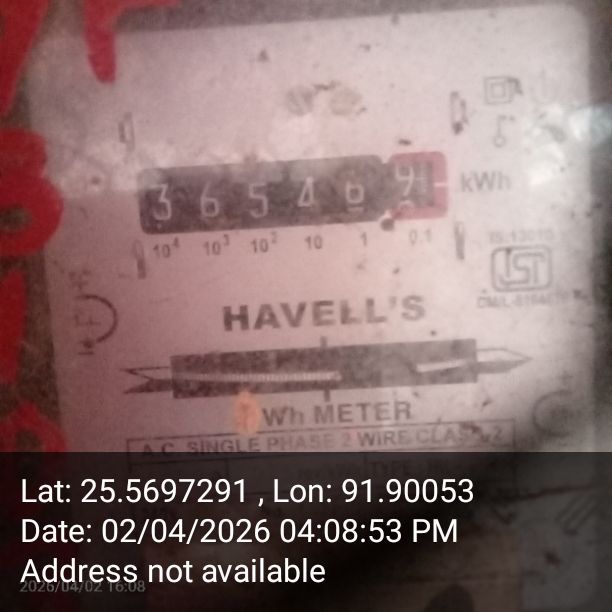 3 6 5 4 6 9 kWh
10⁴ 10³ 10² 10 1 0.1
HAVELL'S
Wh METER
A.C. SINGLE PHASE 2 WIRE CLASS 2
Lat: 25.5697291 , Lon: 91.90053
Date: 02/04/2026 04:08:53 PM
Address not available
2026/04/02 16:08